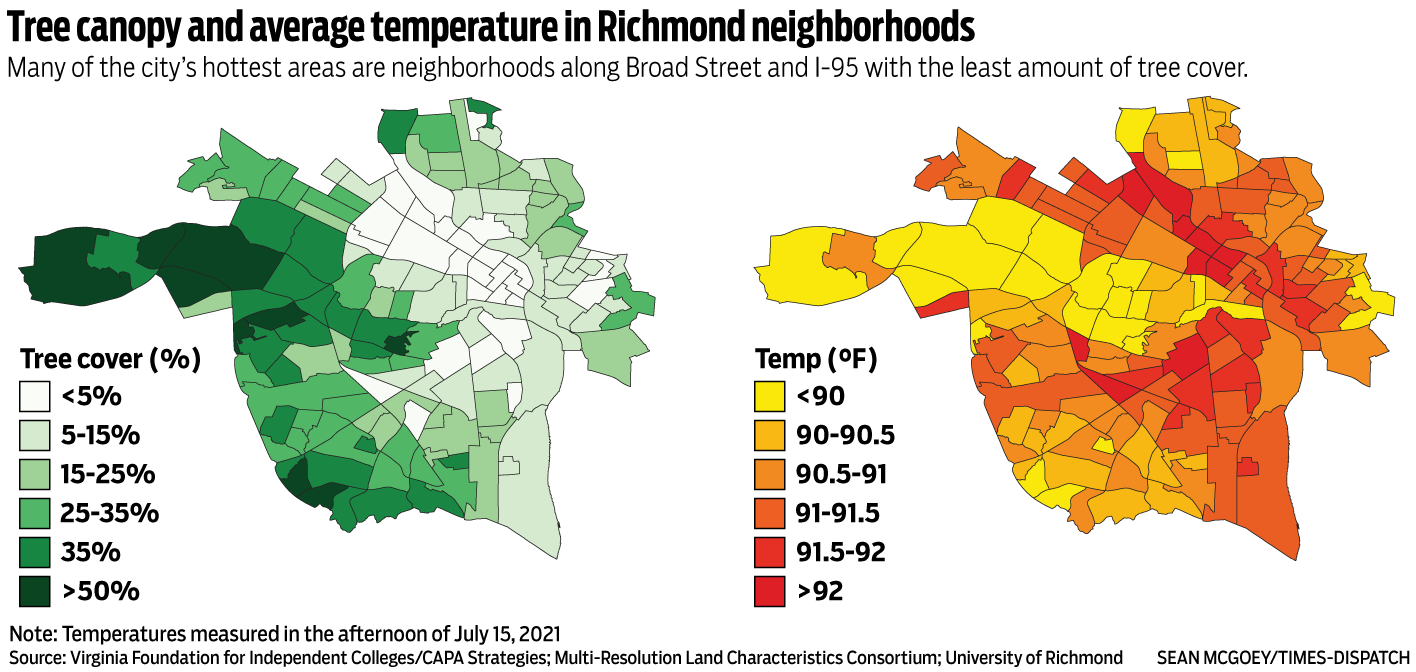 Tree canopy and average temperature in Richmond neighborhoods
Many of the city's hottest areas are neighborhoods along Broad Street and I-95 with the least amount of tree cover.
Tree cover (%)
<5%
5-15%
15-25%
25-35%
35%
>50%
Temp (ºF)
<90
90-90.5
90.5-91
91-91.5
91.5-92
>92
Note: Temperatures measured in the afternoon of July 15, 2021
Source: Virginia Foundation for Independent Colleges/CAPA Strategies; Multi-Resolution Land Characteristics Consortium; University of Richmond
SEAN MCGOEY/TIMES-DISPATCH